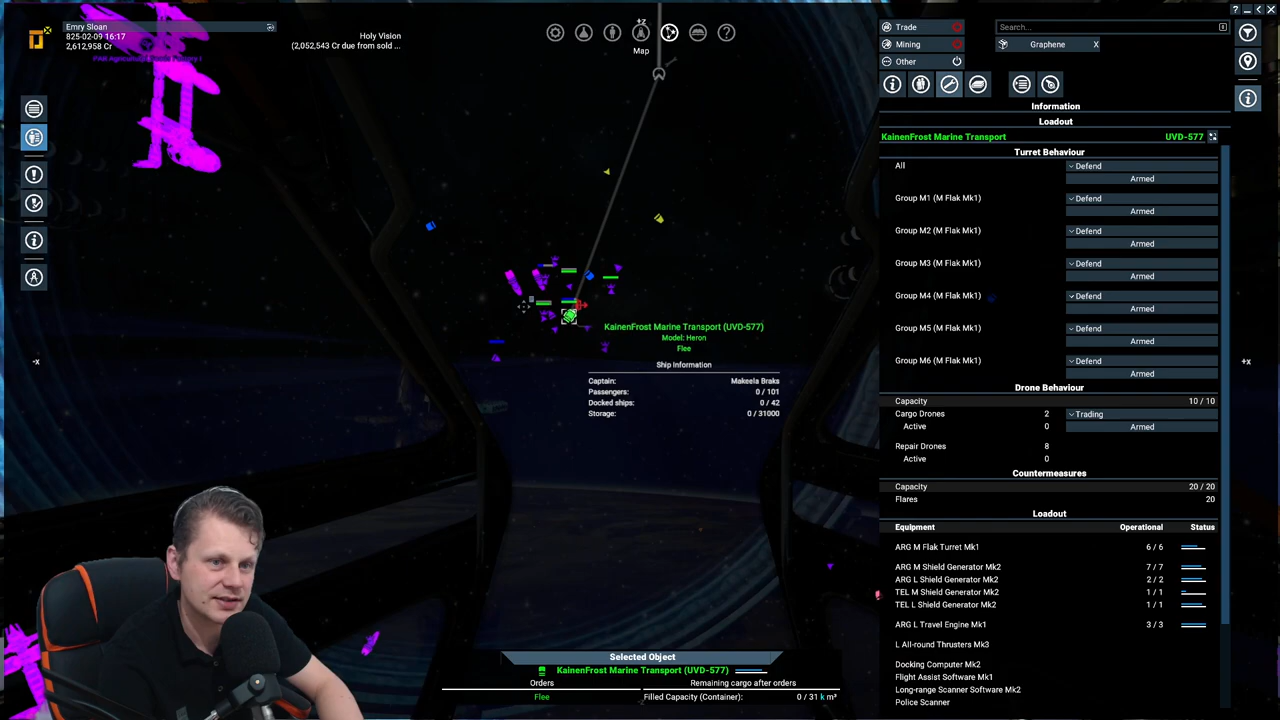 Emry Sloan
825-02-09 16:17
2,612,958 Cr
Holy Vision
(2,052,543 Cr due from sold ...
+Z
Map
-X
+X
KainenFrost Marine Transport (UVD-577)
Model: Heron
Flee
Ship Information
Captain: Makeela Braks
Passengers: 0 / 101
Docked ships: 0 / 42
Storage: 0 / 31000
Selected Object
KainenFrost Marine Transport (UVD-577)
Orders Remaining cargo after orders
Flee Filled Capacity (Container): 0 / 31 k m³
Trade
Mining
Other
Search...
Graphene X
Information
Loadout
KainenFrost Marine Transport UVD-577
Turret Behaviour
All Defend
Armed
Group M1 (M Flak Mk1) Defend
Armed
Group M2 (M Flak Mk1) Defend
Armed
Group M3 (M Flak Mk1) Defend
Armed
Group M4 (M Flak Mk1) Defend
Armed
Group M5 (M Flak Mk1) Defend
Armed
Group M6 (M Flak Mk1) Defend
Armed
Drone Behaviour
Capacity 10 / 10
Cargo Drones 2 Trading
Active 0 Armed
Repair Drones 8
Active 0
Countermeasures
Capacity 20 / 20
Flares 20
Loadout
Equipment Operational Status
ARG M Flak Turret Mk1 6 / 6
ARG M Shield Generator Mk2 7 / 7
ARG L Shield Generator Mk2 2 / 2
TEL M Shield Generator Mk2 1 / 1
TEL L Shield Generator Mk2 1 / 1
ARG L Travel Engine Mk1 3 / 3
L All-round Thrusters Mk3
Docking Computer Mk2
Flight Assist Software Mk1
Long-range Scanner Software Mk2
Police Scanner